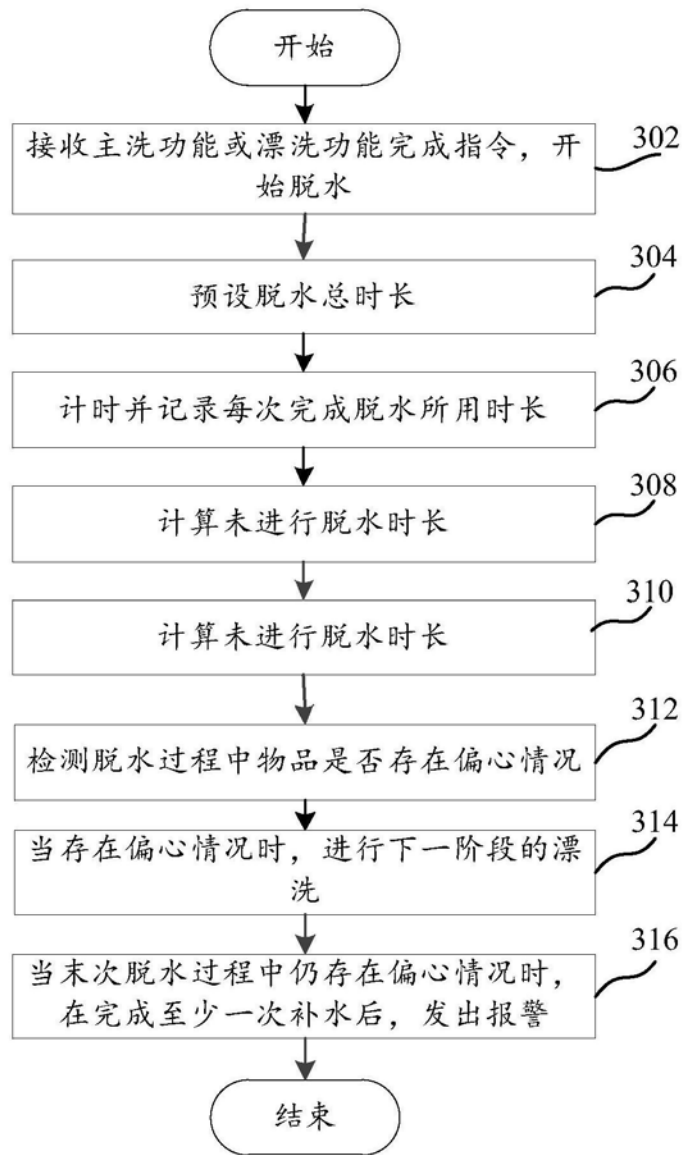 开始
接收主洗功能或漂洗功能完成指令，开
始脱水
302
预设脱水总时长
304
计时并记录每次完成脱水所用时长
306
计算未进行脱水时长
308
计算未进行脱水时长
310
检测脱水过程中物品是否存在偏心情况
312
当存在偏心情况时，进行下一阶段的漂
洗
314
当末次脱水过程中仍存在偏心情况时，
在完成至少一次补水后，发出报警
316
结束